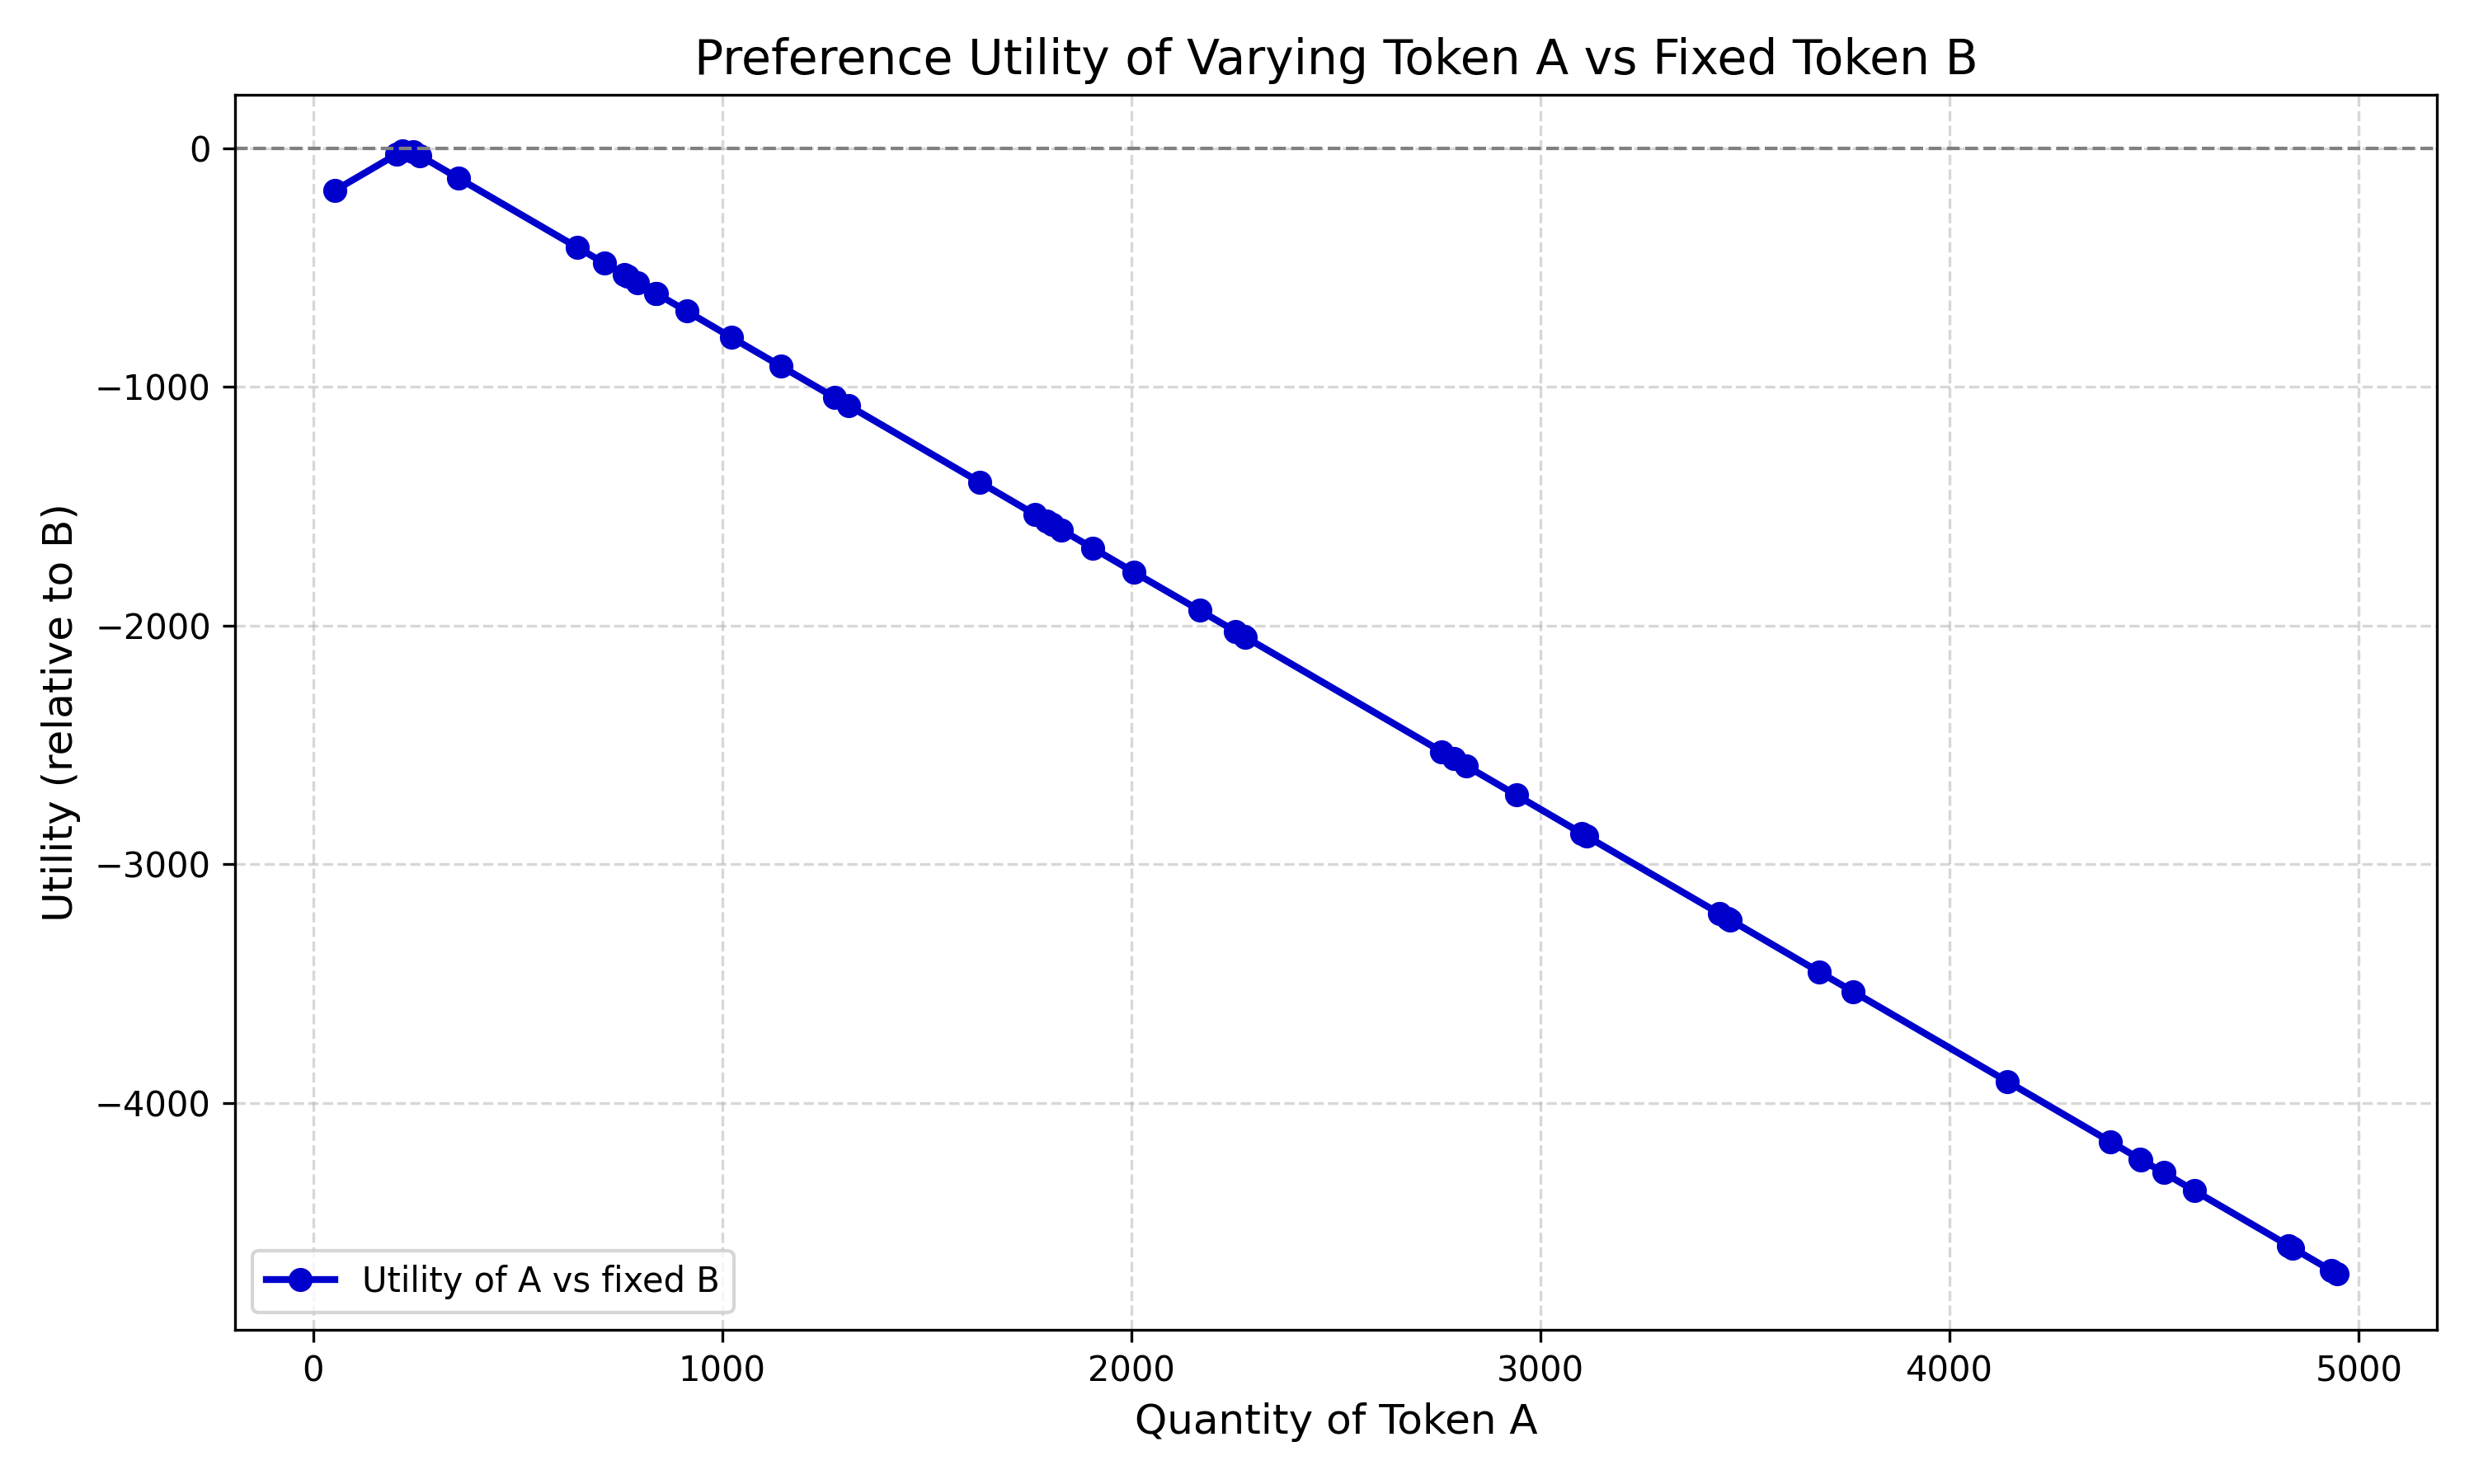 Preference Utility of Varying Token A vs Fixed Token B
Utility (relative to B)
0
−1000
−2000
−3000
−4000
Utility of A vs fixed B
0 1000 2000 3000 4000 5000
Quantity of Token A